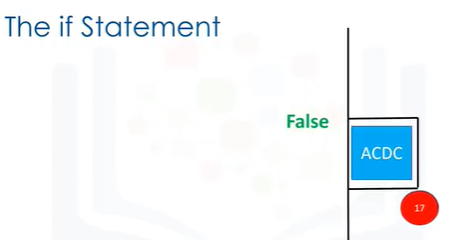 The if Statement
False
ACDC
17